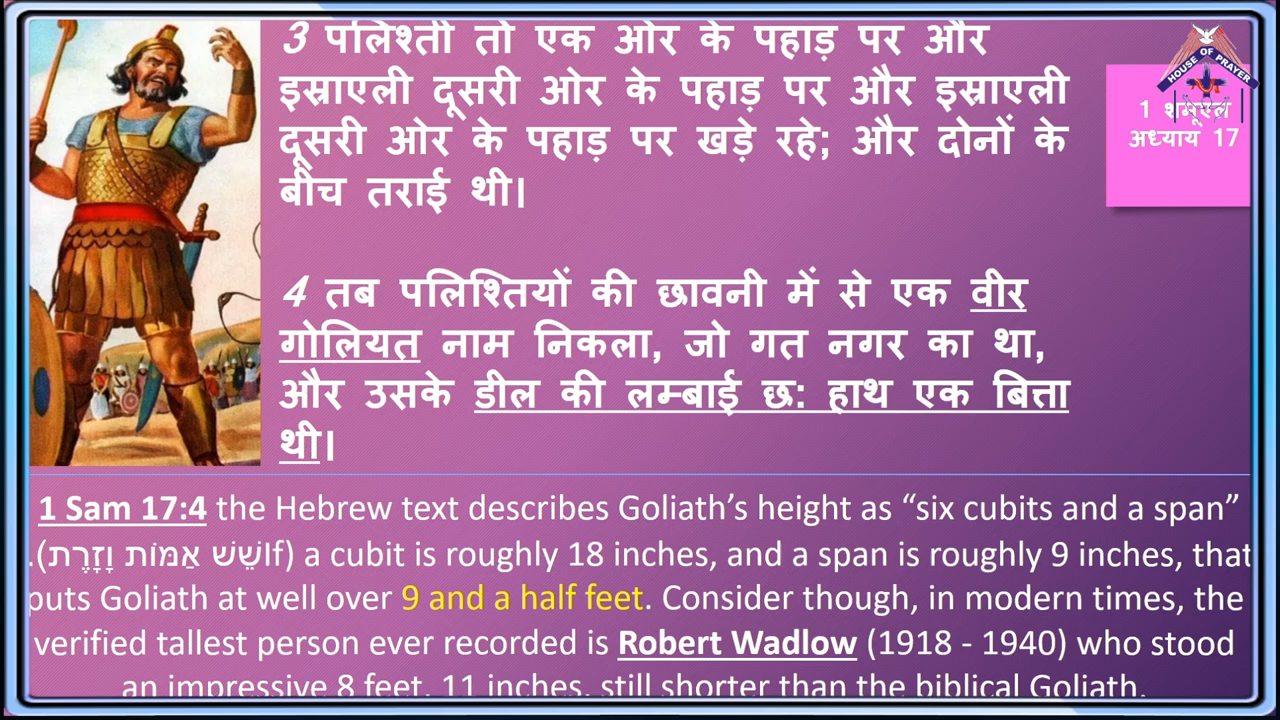 3 पलिश्ती तो एक ओर के पहाड़ पर और
इस्राएली दूसरी ओर के पहाड़ पर और इस्राएली
दूसरी ओर के पहाड़ पर खड़े रहे; और दोनों के
बीच तराई थी।
4 तब पलिश्तियों की छावनी में से एक वीर
गोलियत नाम निकला, जो गत नगर का था,
और उसके डील की लम्बाई छ: हाथ एक बित्ता
थी।
HOUSE OF PRAYER
1 शमूएल
अध्याय 17
1 Sam 17:4 the Hebrew text describes Goliath’s height as “six cubits and a span”
.(שֵׁשׁ אַמּוֹת וָזָרֶתIf) a cubit is roughly 18 inches, and a span is roughly 9 inches, that
puts Goliath at well over 9 and a half feet. Consider though, in modern times, the
verified tallest person ever recorded is Robert Wadlow (1918 - 1940) who stood
an impressive 8 feet, 11 inches, still shorter than the biblical Goliath.